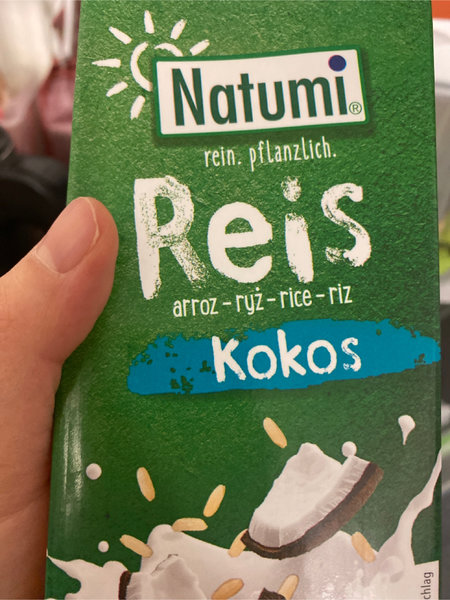 Natumi®
rein. pflanzlich.
Reis
arroz – ryż – rice – riz
Kokos